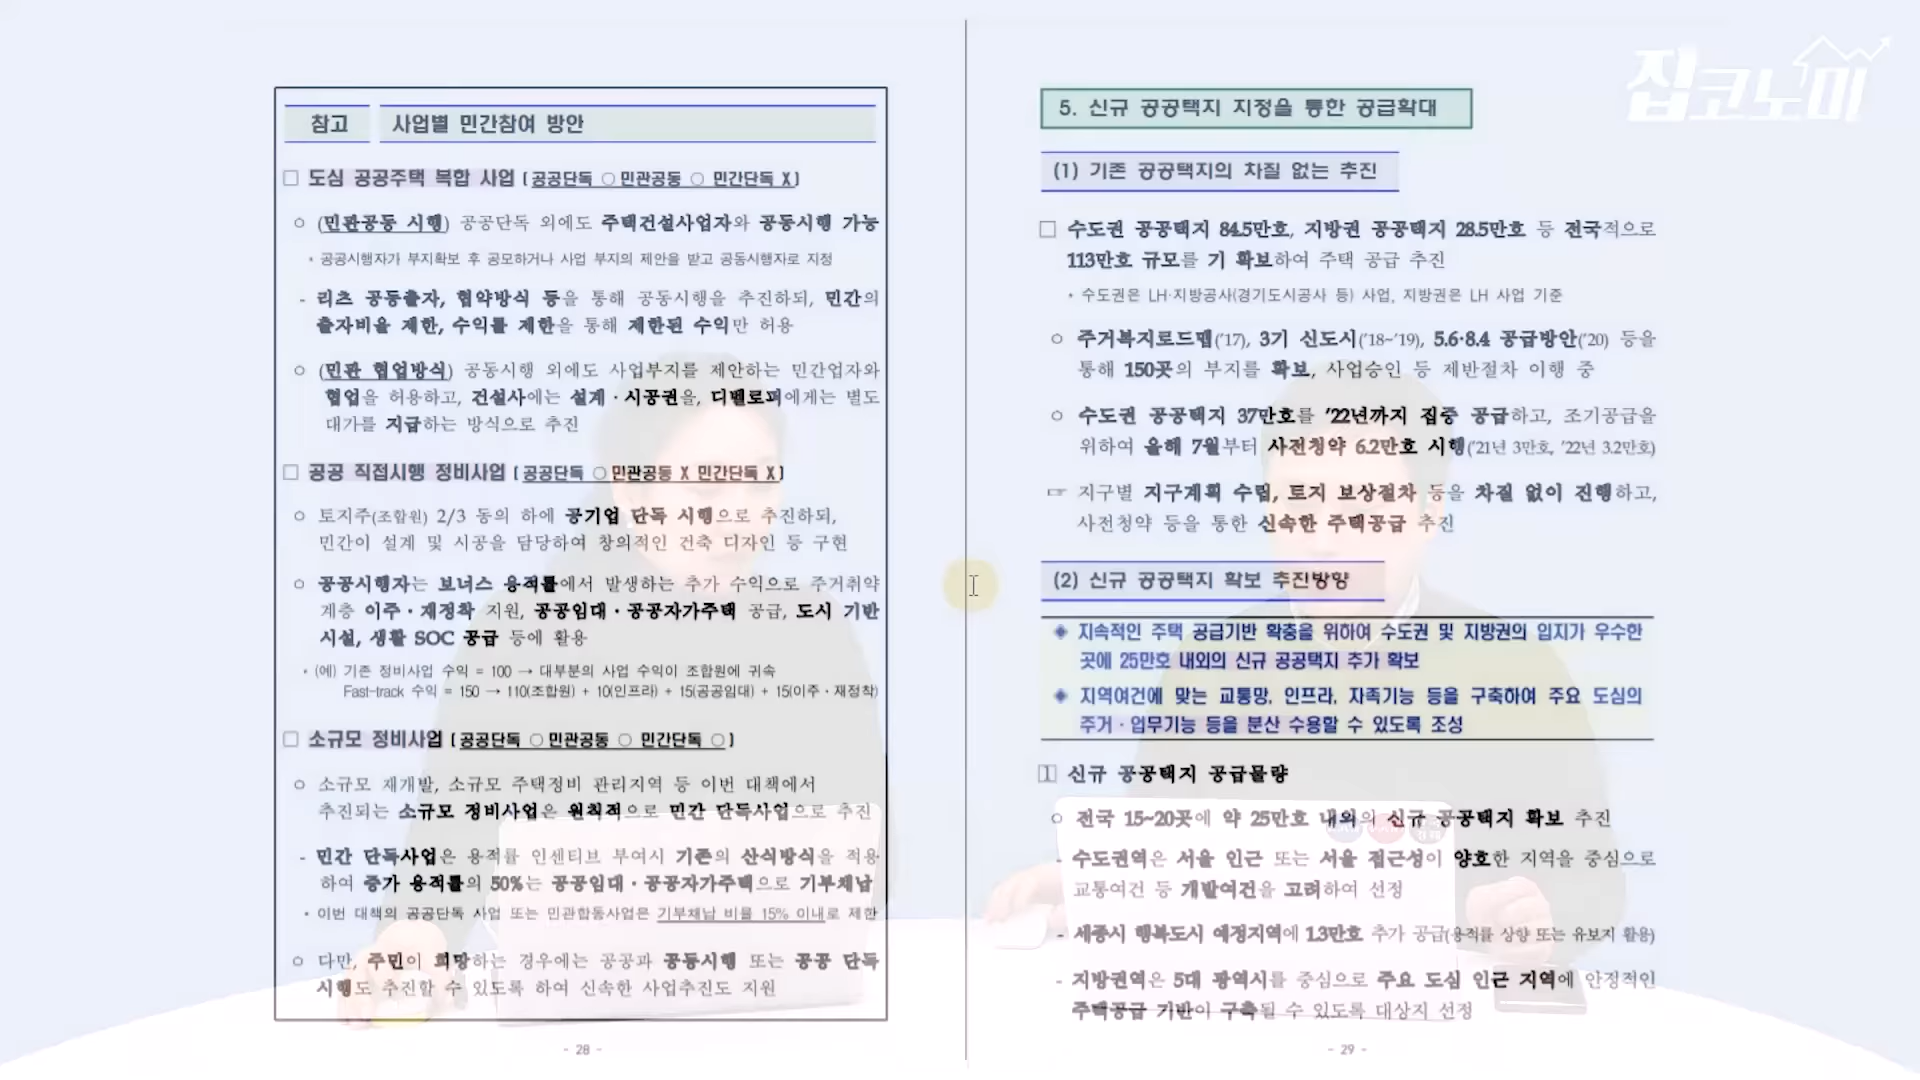 집코노미
참고 사업별 민간참여 방안
□ 도심 공공주택 복합 사업 [ 공공단독 ○ 민관공동 ○ 민간단독 X ]
○ (민관공동 시행) 공공단독 외에도 주택건설사업자와 공동시행 가능
* 공공시행자가 부지확보 후 공모하거나 사업 부지의 제안을 받고 공동시행자로 지정
- 리츠 공동출자, 협약방식 등을 통해 공동시행을 추진하되, 민간의
출자비율 제한, 수익률 제한을 통해 제한된 수익만 허용
○ (민관 협업방식) 공동시행 외에도 사업부지를 제안하는 민간업자와
협업을 허용하고, 건설사에는 설계·시공권을, 디벨로퍼에게는 별도
대가를 지급하는 방식으로 추진
□ 공공 직접시행 정비사업 [ 공공단독 ○ 민관공동 X 민간단독 X ]
○ 토지주(조합원) 2/3 동의 하에 공기업 단독 시행으로 추진하되,
민간이 설계 및 시공을 담당하여 창의적인 건축 디자인 등 구현
○ 공공시행자는 보너스 용적률에서 발생하는 추가 수익으로 주거취약
계층 이주·재정착 지원, 공공임대·공공자가주택 공급, 도시 기반
시설, 생활 SOC 공급 등에 활용
* (예) 기존 정비사업 수익 = 100 → 대부분의 사업 수익이 조합원에 귀속
Fast-track 수익 = 150 → 110(조합원) + 10(인프라) + 15(공공임대) + 15(이주·재정착)
□ 소규모 정비사업 [ 공공단독 ○ 민관공동 ○ 민간단독 ○ ]
○ 소규모 재개발, 소규모 주택정비 관리지역 등 이번 대책에서
추진되는 소규모 정비사업은 원칙적으로 민간 단독사업으로 추진
- 민간 단독사업은 용적률 인센티브 부여시 기존의 산식방식을 적용
하여 증가 용적률의 50%는 공공임대·공공자가주택으로 기부채납
* 이번 대책의 공공단독 사업 또는 민관합동사업은 기부채납 비율 15% 이내로 제한
○ 다만, 주민이 희망하는 경우에는 공공과 공동시행 또는 공공 단독
시행도 추진할 수 있도록 하여 신속한 사업추진도 지원
- 28 -
5. 신규 공공택지 지정을 통한 공급확대
(1) 기존 공공택지의 차질 없는 추진
□ 수도권 공공택지 84.5만호, 지방권 공공택지 28.5만호 등 전국적으로
113만호 규모를 기 확보하여 주택 공급 추진
* 수도권은 LH·지방공사(경기도시공사 등) 사업, 지방권은 LH 사업 기준
○ 주거복지로드맵('17), 3기 신도시('18~'19), 5.6·8.4 공급방안('20) 등을
통해 150곳의 부지를 확보, 사업승인 등 제반절차 이행 중
○ 수도권 공공택지 37만호를 '22년까지 집중 공급하고, 조기공급을
위하여 올해 7월부터 사전청약 6.2만호 시행('21년 3만호, '22년 3.2만호)
☞ 지구별 지구계획 수립, 토지 보상절차 등을 차질 없이 진행하고,
사전청약 등을 통한 신속한 주택공급 추진
(2) 신규 공공택지 확보 추진방향
◈ 지속적인 주택 공급기반 확충을 위하여 수도권 및 지방권의 입지가 우수한
곳에 25만호 내외의 신규 공공택지 추가 확보
◈ 지역여건에 맞는 교통망, 인프라, 자족기능 등을 구축하여 주요 도심의
주거·업무기능 등을 분산 수용할 수 있도록 조성
1 신규 공공택지 공급물량
○ 전국 15~20곳에 약 25만호 내외의 신규 공공택지 확보 추진
- 수도권역은 서울 인근 또는 서울 접근성이 양호한 지역을 중심으로
교통여건 등 개발여건을 고려하여 선정
- 세종시 행복도시 예정지역에 1.3만호 추가 공급(용적률 상향 또는 유보지 활용)
- 지방권역은 5대 광역시를 중심으로 주요 도심 인근 지역에 안정적인
주택공급 기반이 구축될 수 있도록 대상지 선정
- 29 -